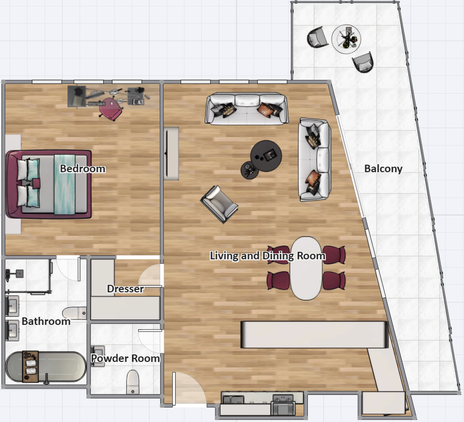 Bedroom
Balcony
Living and Dining Room
Dresser
Bathroom
Powder Room